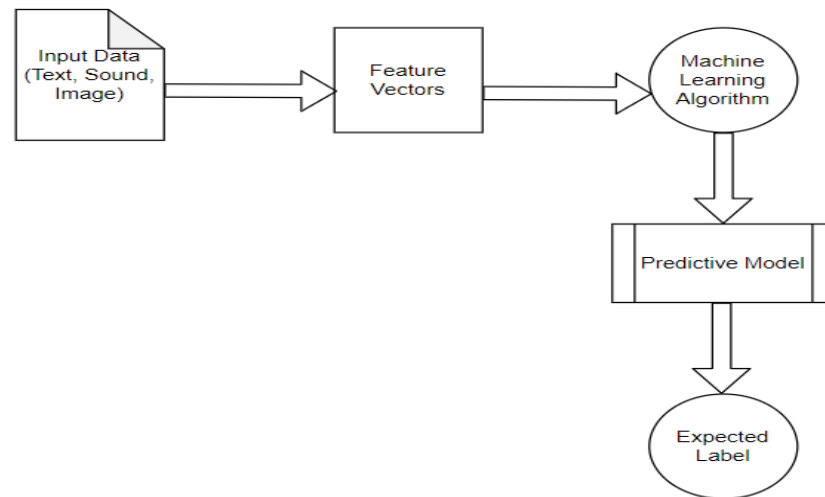 Input Data
(Text, Sound,
Image)
Feature
Vectors
Machine
Learning
Algorithm
Predictive Model
Expected
Label